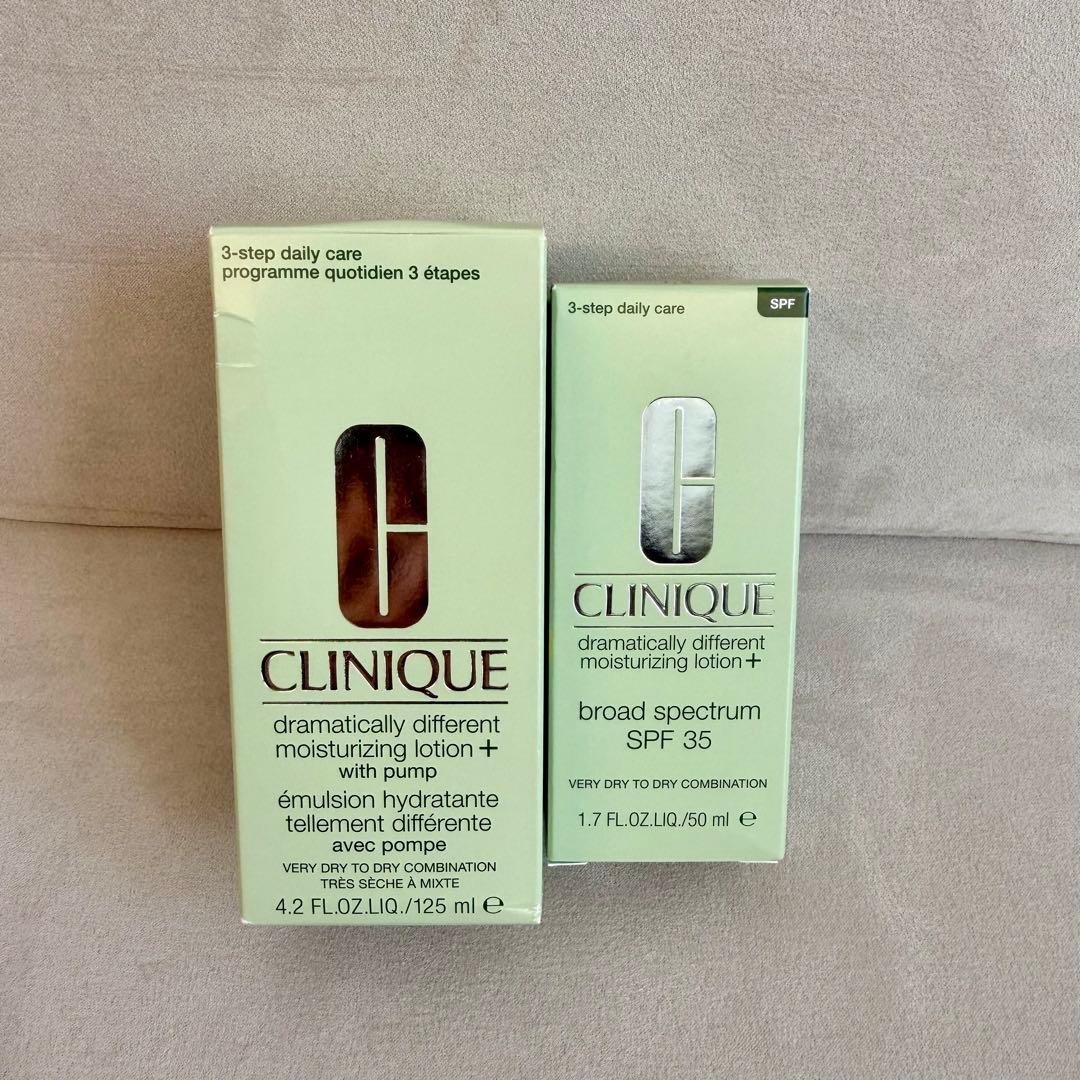 3-step daily care
programme quotidien 3 étapes
C
CLINIQUE
dramatically different
moisturizing lotion+
with pump
émulsion hydratante
tellement différente
avec pompe
VERY DRY TO DRY COMBINATION
TRÈS SÈCHE À MIXTE
4.2 FL.OZ.LIQ./125 ml ℮
3-step daily care
SPF
C
CLINIQUE
dramatically different
moisturizing lotion+
broad spectrum
SPF 35
VERY DRY TO DRY COMBINATION
1.7 FL.OZ.LIQ./50 ml ℮